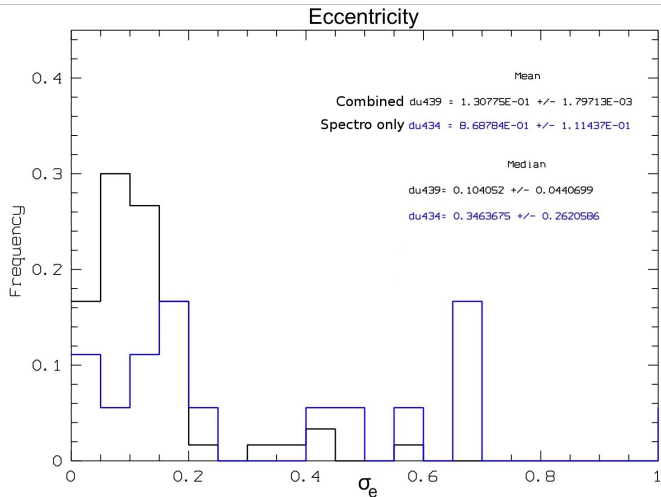 Eccentricity
Mean
Combined du439 = 1.30775E-01 +/- 1.79713E-03
Spectro only du434 = 8.68784E-01 +/- 1.11437E-01
Median
du439= 0.104052 +/- 0.0440699
du434= 0.3463675 +/- 0.2620586
Frequency
0.4
0.3
0.2
0.1
0
0 0.2 0.4 0.6 0.8 1
σe